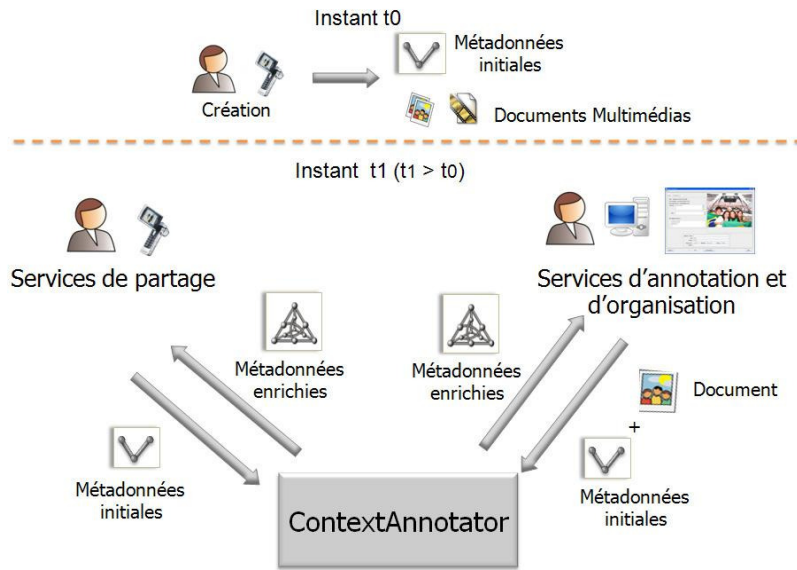 Instant t0
Métadonnées
initiales
Création
Documents Multimédias
Instant t1 (t1 > t0)
Services de partage
Services d'annotation et
d'organisation
Métadonnées
enrichies
Métadonnées
enrichies
Document
+
Métadonnées
initiales
Métadonnées
initiales
ContextAnnotator